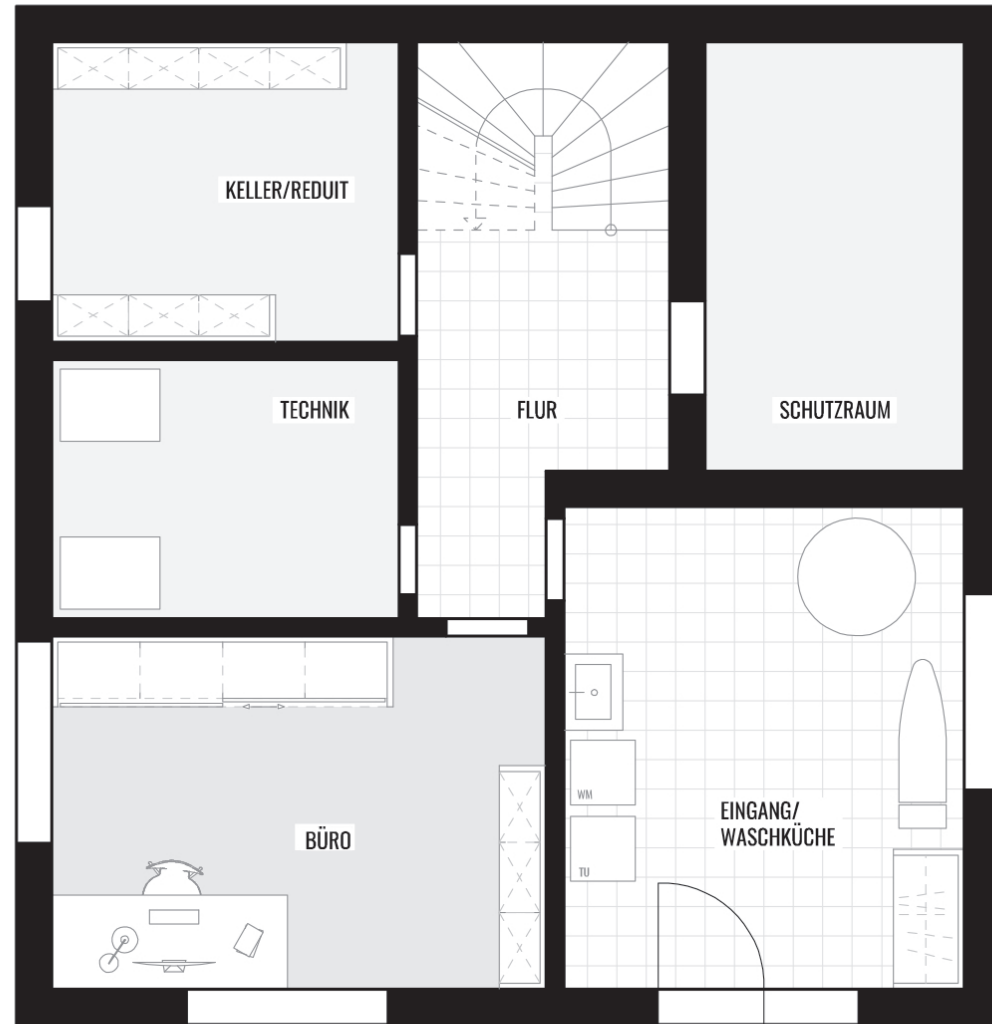 KELLER/REDUIT
TECHNIK
FLUR
SCHUTZRAUM
BÜRO
WM
TU
EINGANG/
WASCHKÜCHE